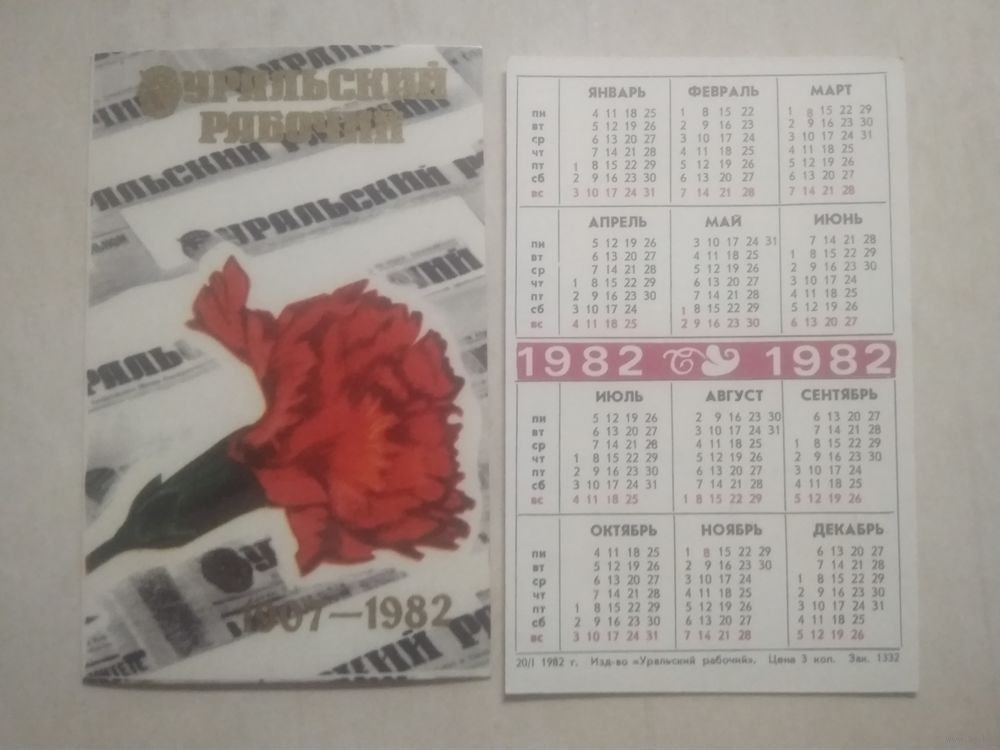 УРАЛЬСКИЙ
РАБОЧИЙ
УРАЛЬСКИЙ
1907—1982
ЯНВАРЬ ФЕВРАЛЬ МАРТ
пн 4 11 18 25 1 8 15 22 1 8 15 22 29
вт 5 12 19 26 2 9 16 23 2 9 16 23 30
ср 6 13 20 27 3 10 17 24 3 10 17 24 31
чт 7 14 21 28 4 11 18 25 4 11 18 25
пт 1 8 15 22 29 5 12 19 26 5 12 19 26
сб 2 9 16 23 30 6 13 20 27 6 13 20 27
вс 3 10 17 24 31 7 14 21 28 7 14 21 28
АПРЕЛЬ МАЙ ИЮНЬ
пн 5 12 19 26 3 10 17 24 31 7 14 21 28
вт 6 13 20 27 4 11 18 25 1 8 15 22 29
ср 7 14 21 28 5 12 19 26 2 9 16 23 30
чт 1 8 15 22 29 6 13 20 27 3 10 17 24
пт 2 9 16 23 30 7 14 21 28 4 11 18 25
сб 3 10 17 24 1 8 15 22 29 5 12 19 26
вс 4 11 18 25 2 9 16 23 30 6 13 20 27
1982 1982
ИЮЛЬ АВГУСТ СЕНТЯБРЬ
пн 5 12 19 26 2 9 16 23 30 6 13 20 27
вт 6 13 20 27 3 10 17 24 31 7 14 21 28
ср 7 14 21 28 4 11 18 25 1 8 15 22 29
чт 1 8 15 22 29 5 12 19 26 2 9 16 23 30
пт 2 9 16 23 30 6 13 20 27 3 10 17 24
сб 3 10 17 24 31 7 14 21 28 4 11 18 25
вс 4 11 18 25 1 8 15 22 29 5 12 19 26
ОКТЯБРЬ НОЯБРЬ ДЕКАБРЬ
пн 4 11 18 25 1 8 15 22 29 6 13 20 27
вт 5 12 19 26 2 9 16 23 30 7 14 21 28
ср 6 13 20 27 3 10 17 24 1 8 15 22 29
чт 7 14 21 28 4 11 18 25 2 9 16 23 30
пт 1 8 15 22 29 5 12 19 26 3 10 17 24 31
сб 2 9 16 23 30 6 13 20 27 4 11 18 25
вс 3 10 17 24 31 7 14 21 28 5 12 19 26
20/I 1982 г. Изд-во «Уральский рабочий». Цена 3 коп. Зак. 1332